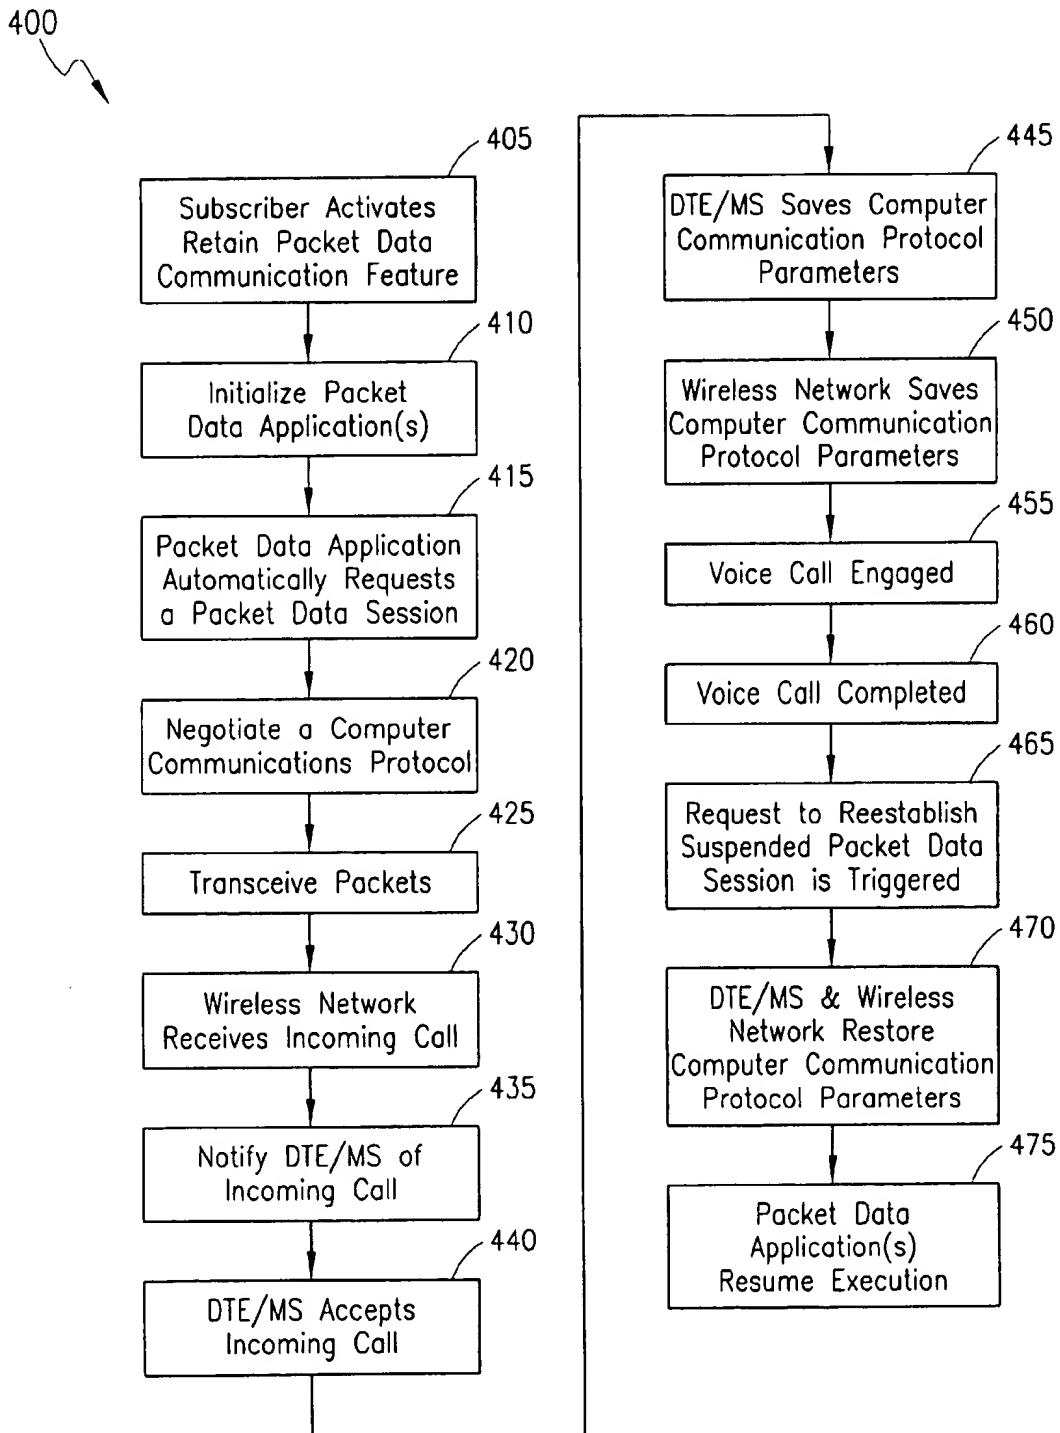 400
405
Subscriber Activates
Retain Packet Data
Communication Feature
410
Initialize Packet
Data Application(s)
415
Packet Data Application
Automatically Requests
a Packet Data Session
420
Negotiate a Computer
Communications Protocol
425
Transceive Packets
430
Wireless Network
Receives Incoming Call
435
Notify DTE/MS of
Incoming Call
440
DTE/MS Accepts
Incoming Call
445
DTE/MS Saves Computer
Communication Protocol
Parameters
450
Wireless Network Saves
Computer Communication
Protocol Parameters
455
Voice Call Engaged
460
Voice Call Completed
465
Request to Reestablish
Suspended Packet Data
Session is Triggered
470
DTE/MS & Wireless
Network Restore
Computer Communication
Protocol Parameters
475
Packet Data
Application(s)
Resume Execution